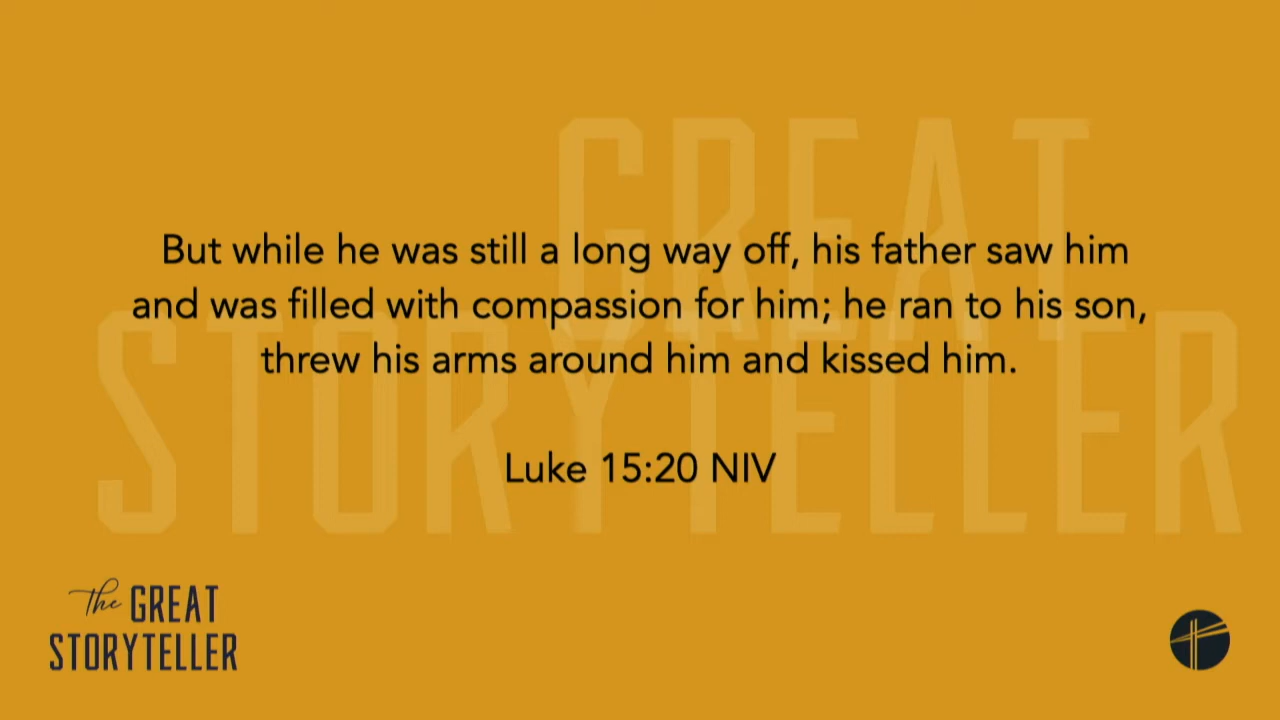 GREAT
STORYTELLER
But while he was still a long way off, his father saw him
and was filled with compassion for him; he ran to his son,
threw his arms around him and kissed him.
Luke 15:20 NIV
the GREAT
STORYTELLER